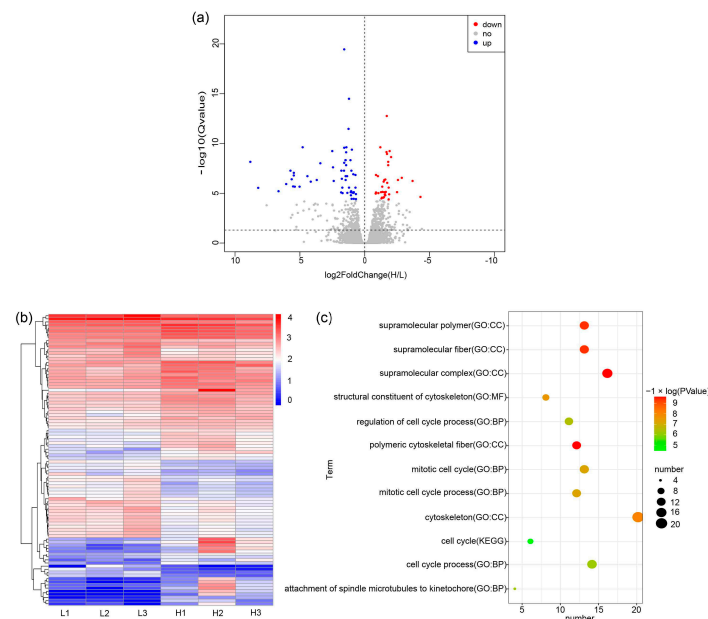 (a)
down
no
up
20
15
10
5
0
-log10(Qvalue)
10 5 0 -5 -10
log2FoldChange(H/L)
(b)
4
3
2
1
0
L1 L2 L3 H1 H2 H3
(c)
Term
supramolecular polymer(GO:CC)
supramolecular fiber(GO:CC)
supramolecular complex(GO:CC)
structural constituent of cytoskeleton(GO:MF)
regulation of cell cycle process(GO:BP)
polymeric cytoskeletal fiber(GO:CC)
mitotic cell cycle(GO:BP)
mitotic cell cycle process(GO:BP)
cytoskeleton(GO:CC)
cell cycle(KEGG)
cell cycle process(GO:BP)
attachment of spindle microtubules to kinetochore(GO:BP)
5 10 15 20
number
−1 × log(PValue)
9
8
7
6
5
number
4
8
12
16
20